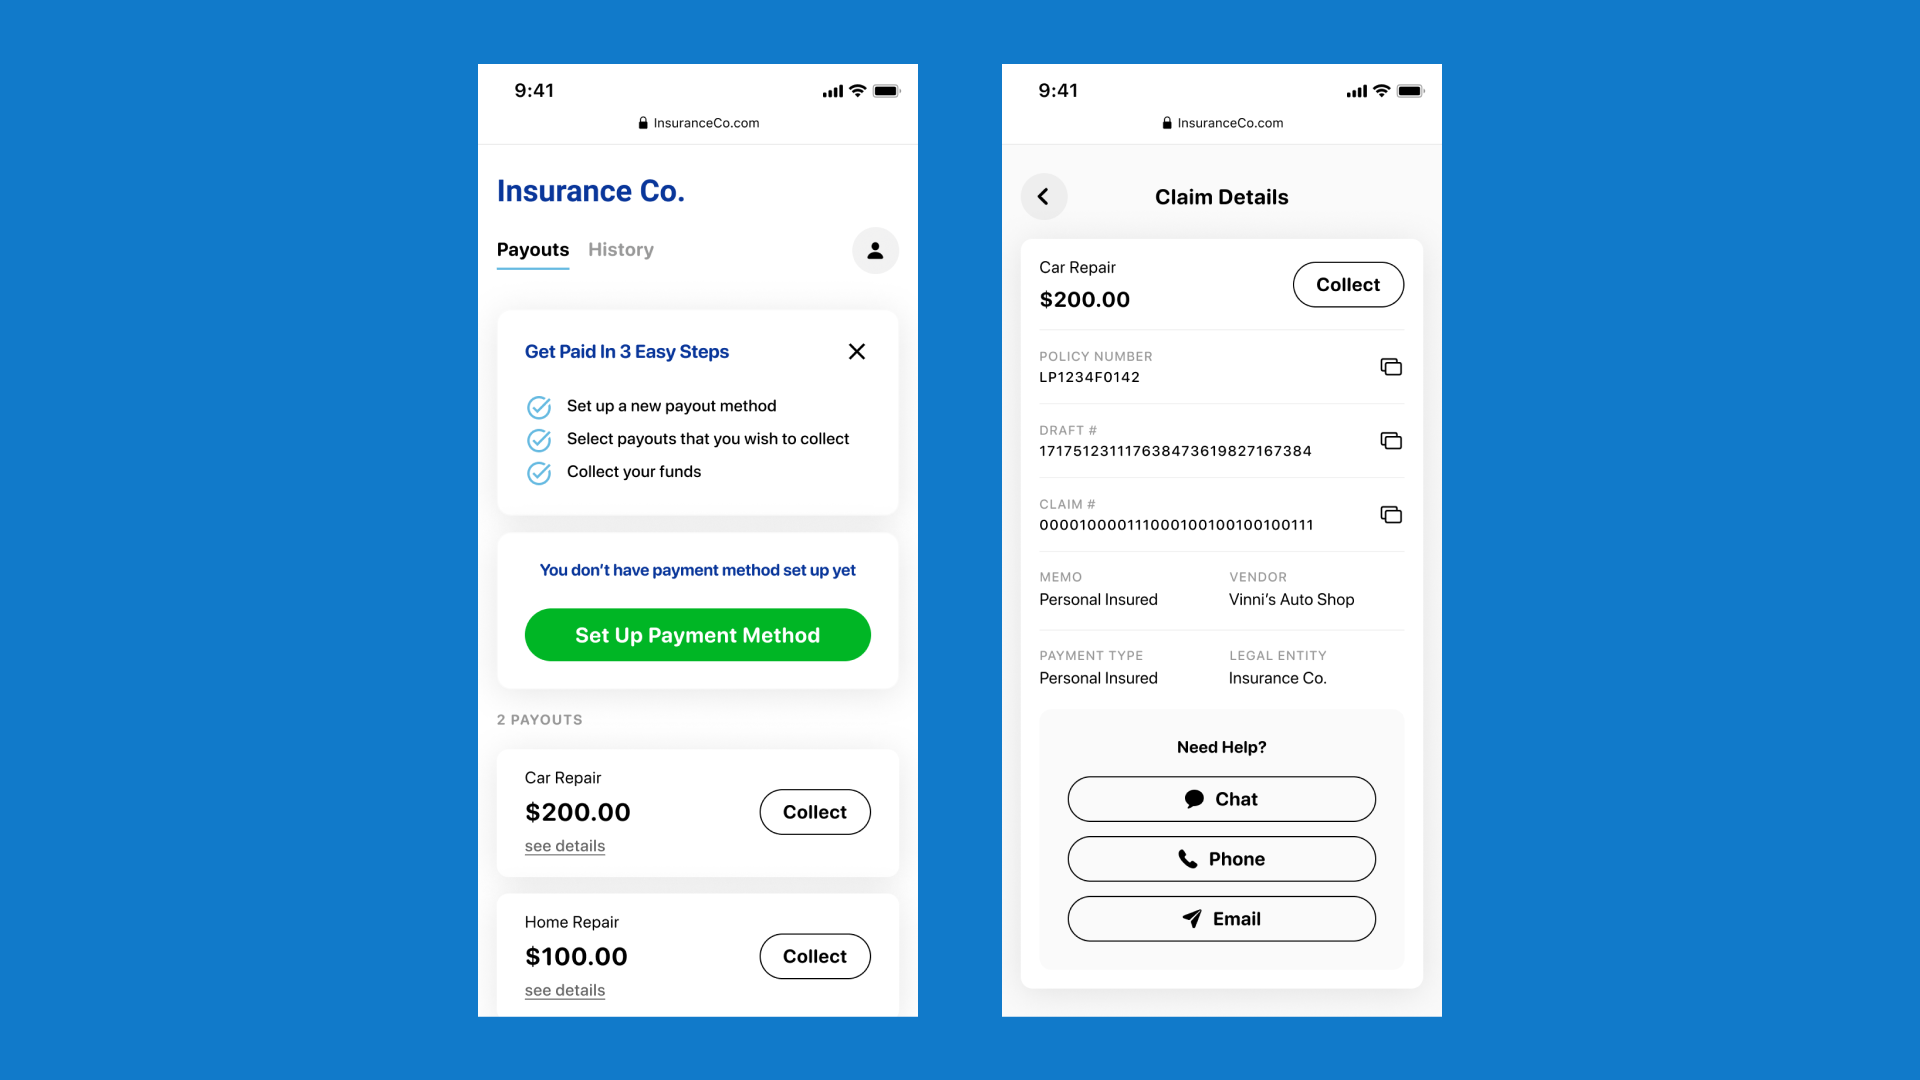 9:41
InsuranceCo.com
Insurance Co.
Payouts History
Get Paid In 3 Easy Steps
Set up a new payout method
Select payouts that you wish to collect
Collect your funds
You don’t have payment method set up yet
Set Up Payment Method
2 PAYOUTS
Car Repair
$200.00
see details
Collect
Home Repair
$100.00
see details
Collect
9:41
InsuranceCo.com
Claim Details
Car Repair
$200.00
Collect
POLICY NUMBER
LP1234F0142
DRAFT #
171751231117638473619827167384
CLAIM #
000010000111000100100100100111
MEMO
Personal Insured
VENDOR
Vinni’s Auto Shop
PAYMENT TYPE
Personal Insured
LEGAL ENTITY
Insurance Co.
Need Help?
Chat
Phone
Email